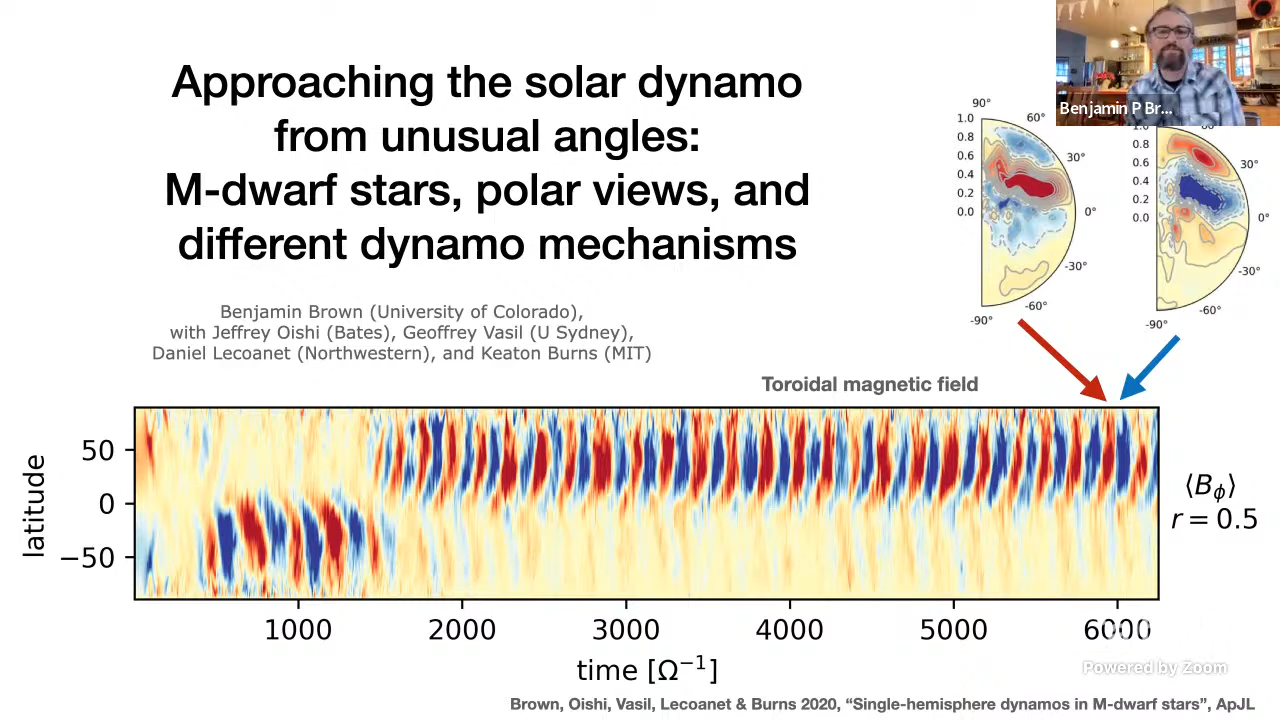 Approaching the solar dynamo
from unusual angles:
M-dwarf stars, polar views, and
different dynamo mechanisms
Benjamin Brown (University of Colorado),
with Jeffrey Oishi (Bates), Geoffrey Vasil (U Sydney),
Daniel Lecoanet (Northwestern), and Keaton Burns (MIT)
Benjamin P Br...
90°
60°
30°
0°
-30°
-60°
-90°
1.0
0.8
0.6
0.4
0.2
0.0
30°
0°
-30°
-60°
-90°
0.8
0.6
0.4
0.2
0.0
Toroidal magnetic field
latitude
50
0
−50
⟨Bϕ⟩
r = 0.5
1000 2000 3000 4000 5000 6000
time [Ω⁻¹]
Powered by Zoom
Brown, Oishi, Vasil, Lecoanet & Burns 2020, “Single-hemisphere dynamos in M-dwarf stars”, ApJL